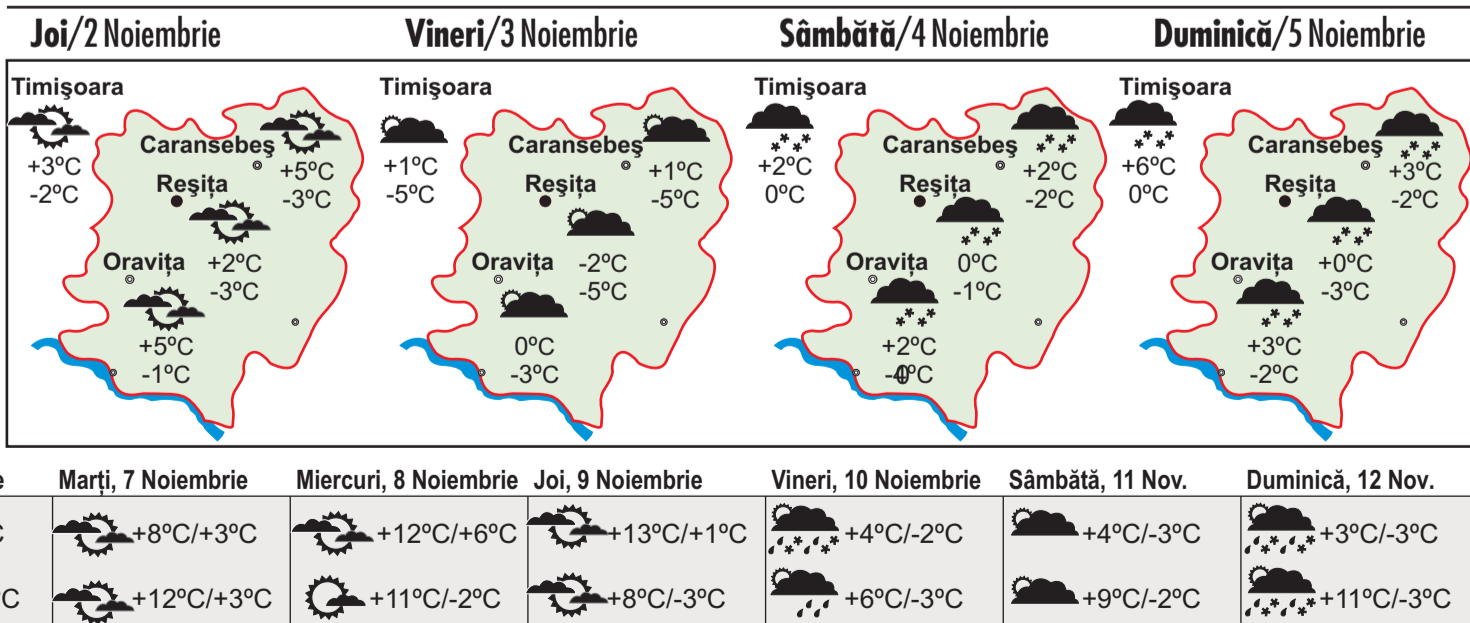 Joi/2 Noiembrie
Vineri/3 Noiembrie
Sâmbătă/4 Noiembrie
Duminică/5 Noiembrie
Timişoara
+3ºC
-2ºC
Caransebeş
+5ºC
-3ºC
Reşiţa
+2ºC
-3ºC
Oraviţa
+5ºC
-1ºC
Timişoara
+1ºC
-5ºC
Caransebeş
+1ºC
-5ºC
Reşiţa
-2ºC
-5ºC
Oraviţa
0ºC
-3ºC
Timişoara
+2ºC
0ºC
Caransebeş
+2ºC
-2ºC
Reşiţa
0ºC
-1ºC
Oraviţa
+2ºC
Timişoara
+6ºC
0ºC
Caransebeş
+3ºC
-2ºC
Reşiţa
+0ºC
-3ºC
Oraviţa
+3ºC
-2ºC
Marţi, 7 Noiembrie
Miercuri, 8 Noiembrie
Joi, 9 Noiembrie
Vineri, 10 Noiembrie
Sâmbătă, 11 Nov.
Duminică, 12 Nov.
+8ºC/+3ºC
+12ºC/+6ºC
+13ºC/+1ºC
+4ºC/-2ºC
+4ºC/-3ºC
+3ºC/-3ºC
ºC
+12ºC/+3ºC
+11ºC/-2ºC
+8ºC/-3ºC
+6ºC/-3ºC
+9ºC/-2ºC
+11ºC/-3ºC